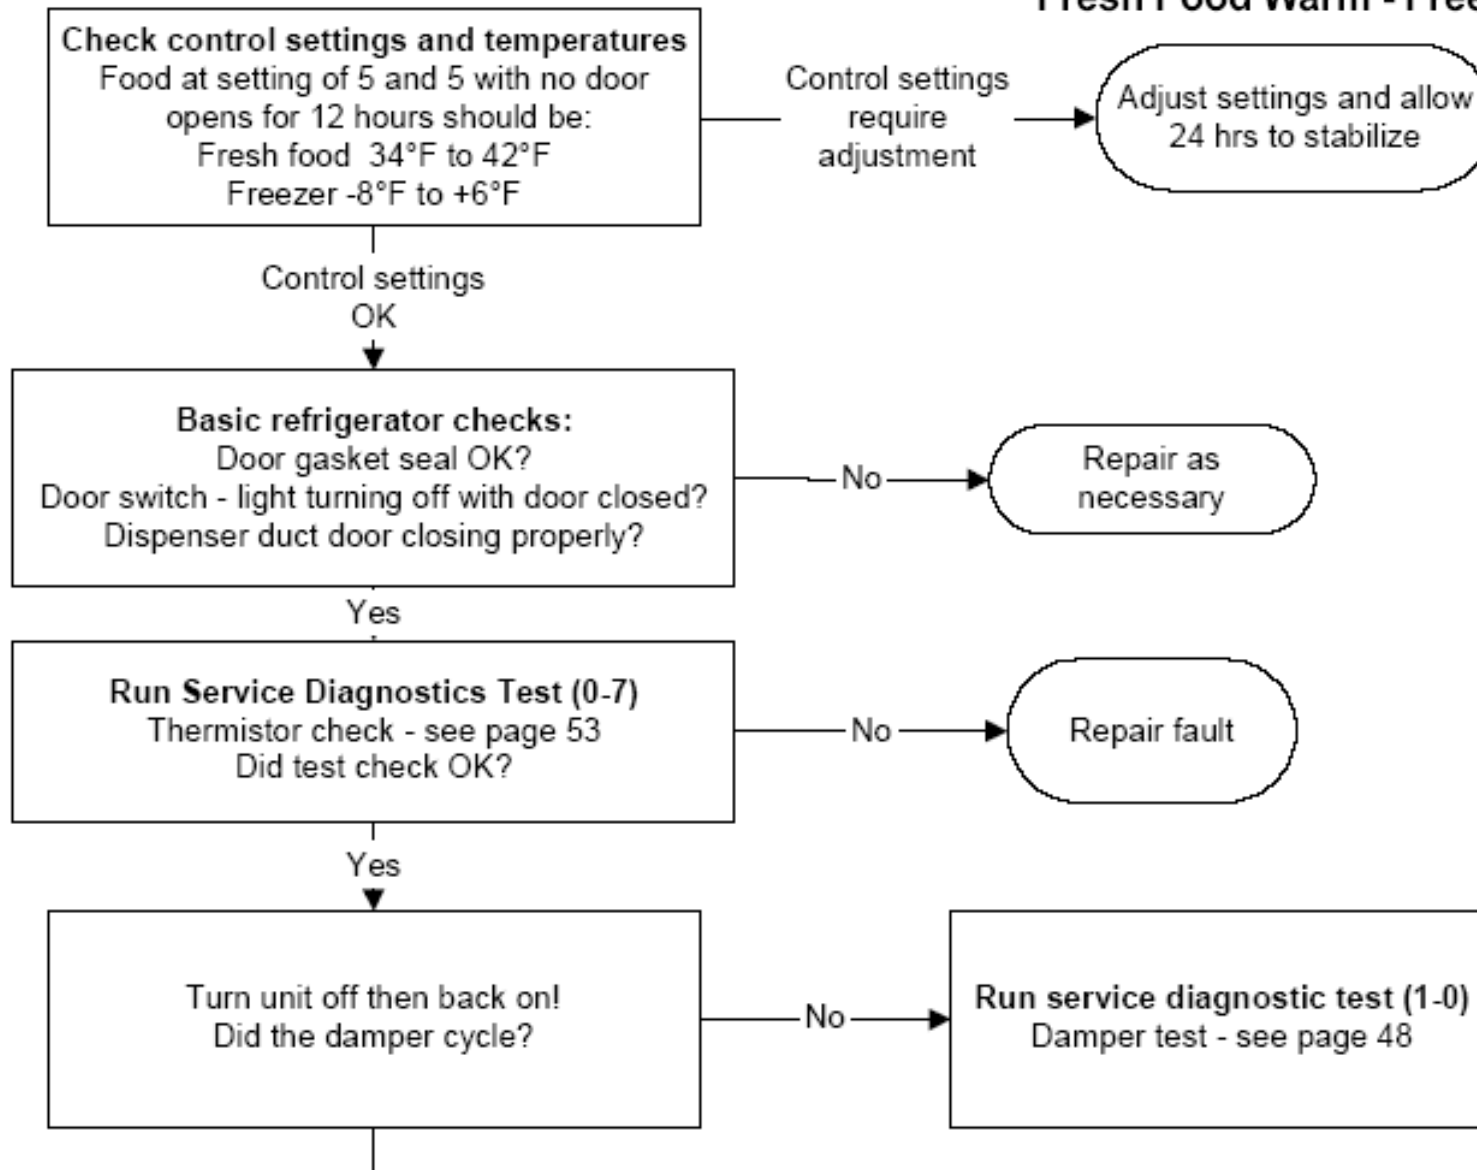 Fresh Food Warm - Free
Check control settings and temperatures
Food at setting of 5 and 5 with no door
opens for 12 hours should be:
Fresh food 34°F to 42°F
Freezer -8°F to +6°F
Control settings
require
adjustment
Adjust settings and allow
24 hrs to stabilize
Control settings
OK
Basic refrigerator checks:
Door gasket seal OK?
Door switch - light turning off with door closed?
Dispenser duct door closing properly?
No
Repair as
necessary
Yes
Run Service Diagnostics Test (0-7)
Thermistor check - see page 53
Did test check OK?
No
Repair fault
Yes
Turn unit off then back on!
Did the damper cycle?
No
Run service diagnostic test (1-0)
Damper test - see page 48